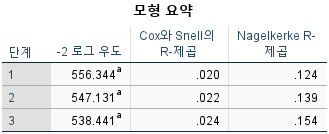 모형 요약
단계 -2 로그 우도 Cox와 Snell의 R-제곱 Nagelkerke R-제곱
1 556.344a .020 .124
2 547.131a .022 .139
3 538.441a .024 .154